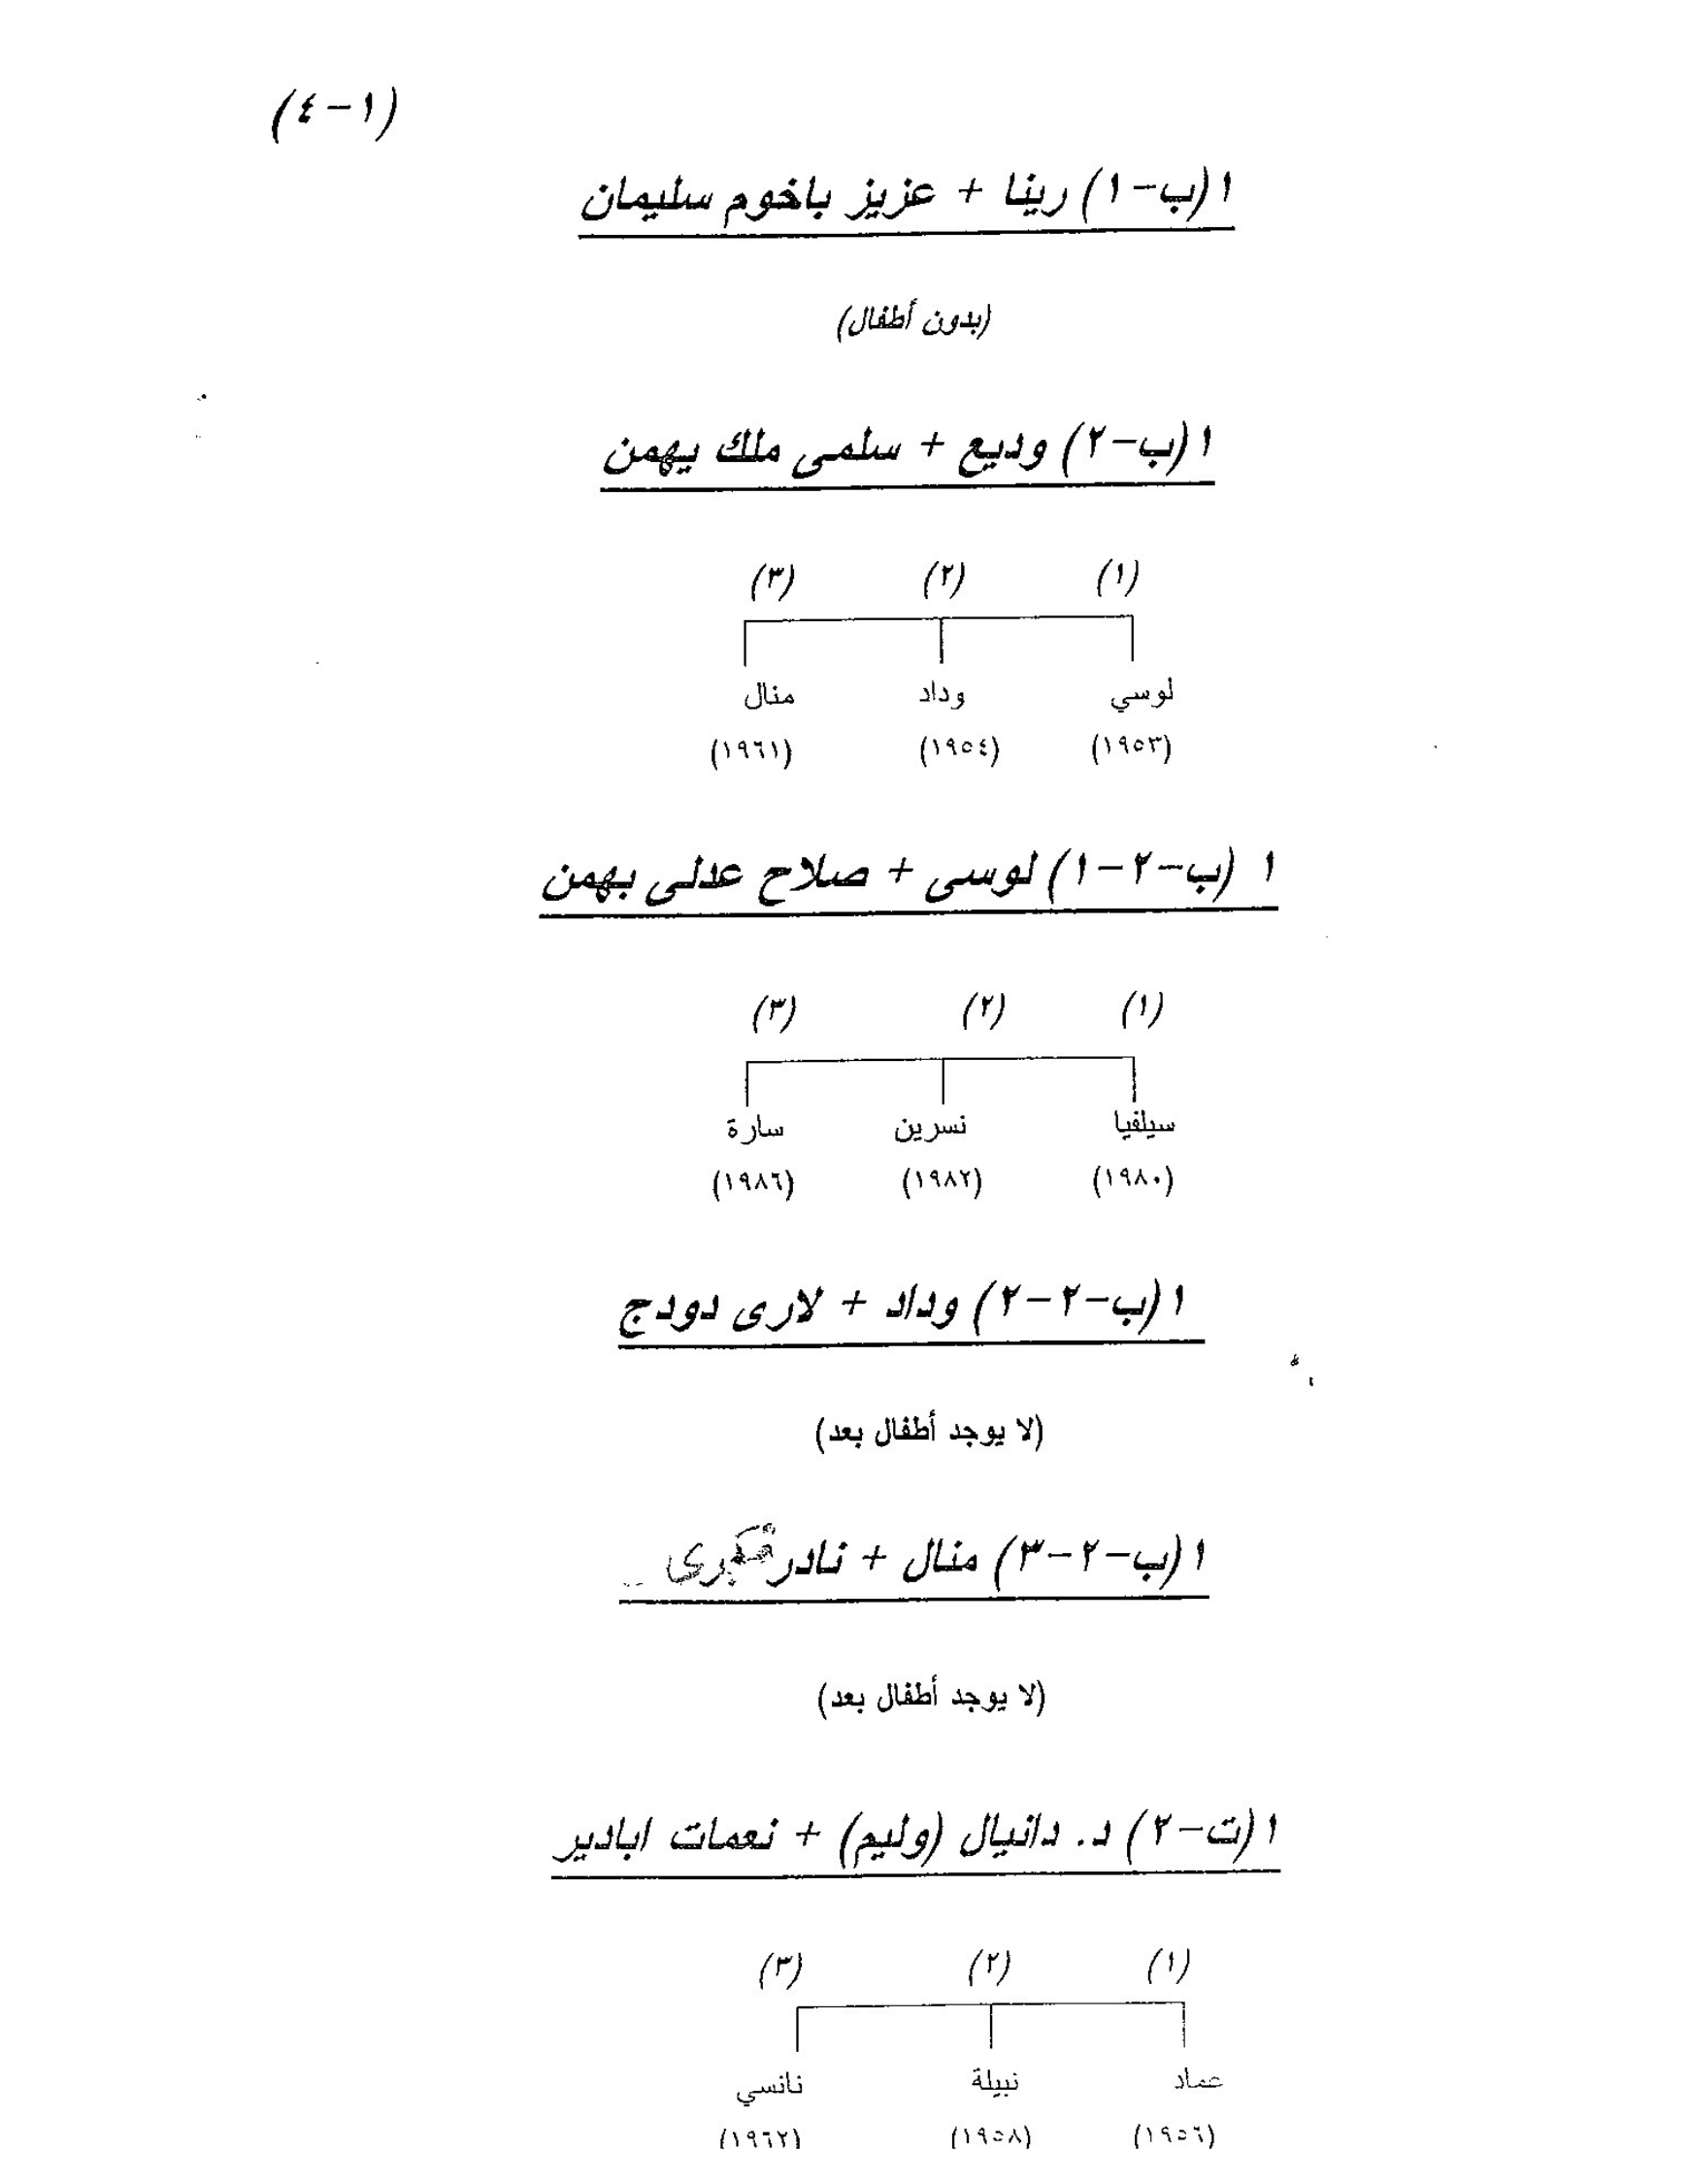 (١-٤)
١(ب-١) رينا + عزيز باخوم سليمان
(بدون أطفال)
١(ب-٢) وديع + سلمى ملك يهمن
(١) (٢) (٣)
لوسي وداد منال
(١٩٥٣) (١٩٥٤) (١٩٦١)
١ (ب-٢-١) لوسى + صلاح عدلى بهمن
(١) (٢) (٣)
سيلفيا نسرين سارة
(١٩٨٠) (١٩٨٢) (١٩٨٦)
١(ب-٢-٢) وداد + لارى دودج
(لا يوجد أطفال بعد)
١(ب-٢-٣) منال + نادر
(لا يوجد أطفال بعد)
١(ت-٢) د. دانيال (وليم) + نعمات ابادير
(١) (٢) (٣)
عماد نبيلة نانسي
(١٩٥٦) (١٩٥٨) (١٩٦٢)